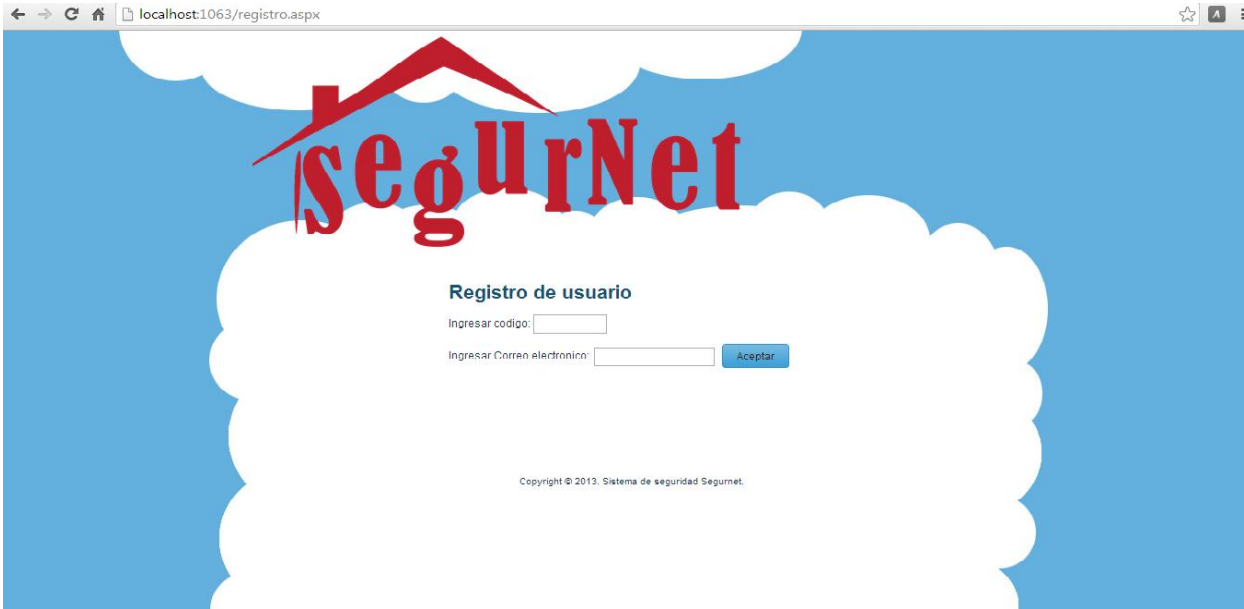 localhost:1063/registro.aspx
segurNet
Registro de usuario
Ingresar codigo:
Ingresar Correo electronico:
Aceptar
Copyright © 2013. Sistema de seguridad Segurnet.